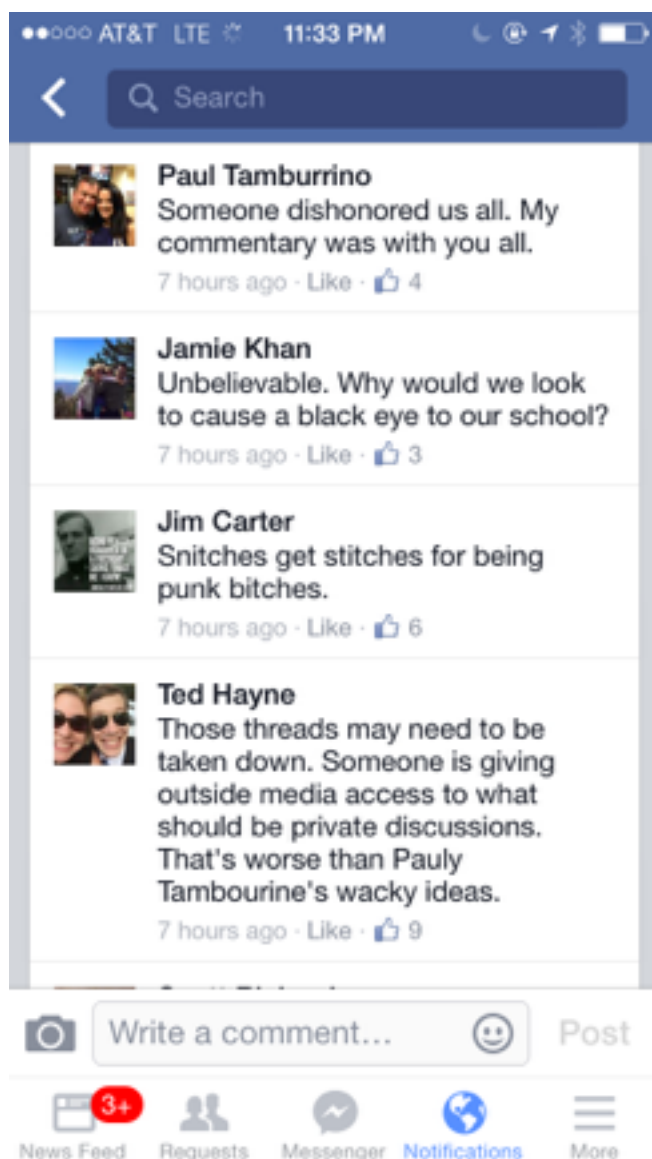 AT&T LTE 11:33 PM
Search
Paul Tamburrino
Someone dishonored us all. My
commentary was with you all.
7 hours ago · Like · 4
Jamie Khan
Unbelievable. Why would we look
to cause a black eye to our school?
7 hours ago · Like · 3
Jim Carter
Snitches get stitches for being
punk bitches.
7 hours ago · Like · 6
Ted Hayne
Those threads may need to be
taken down. Someone is giving
outside media access to what
should be private discussions.
That's worse than Pauly
Tambourine's wacky ideas.
7 hours ago · Like · 9
Write a comment... Post
3+
News Feed Requests Messenger Notifications More